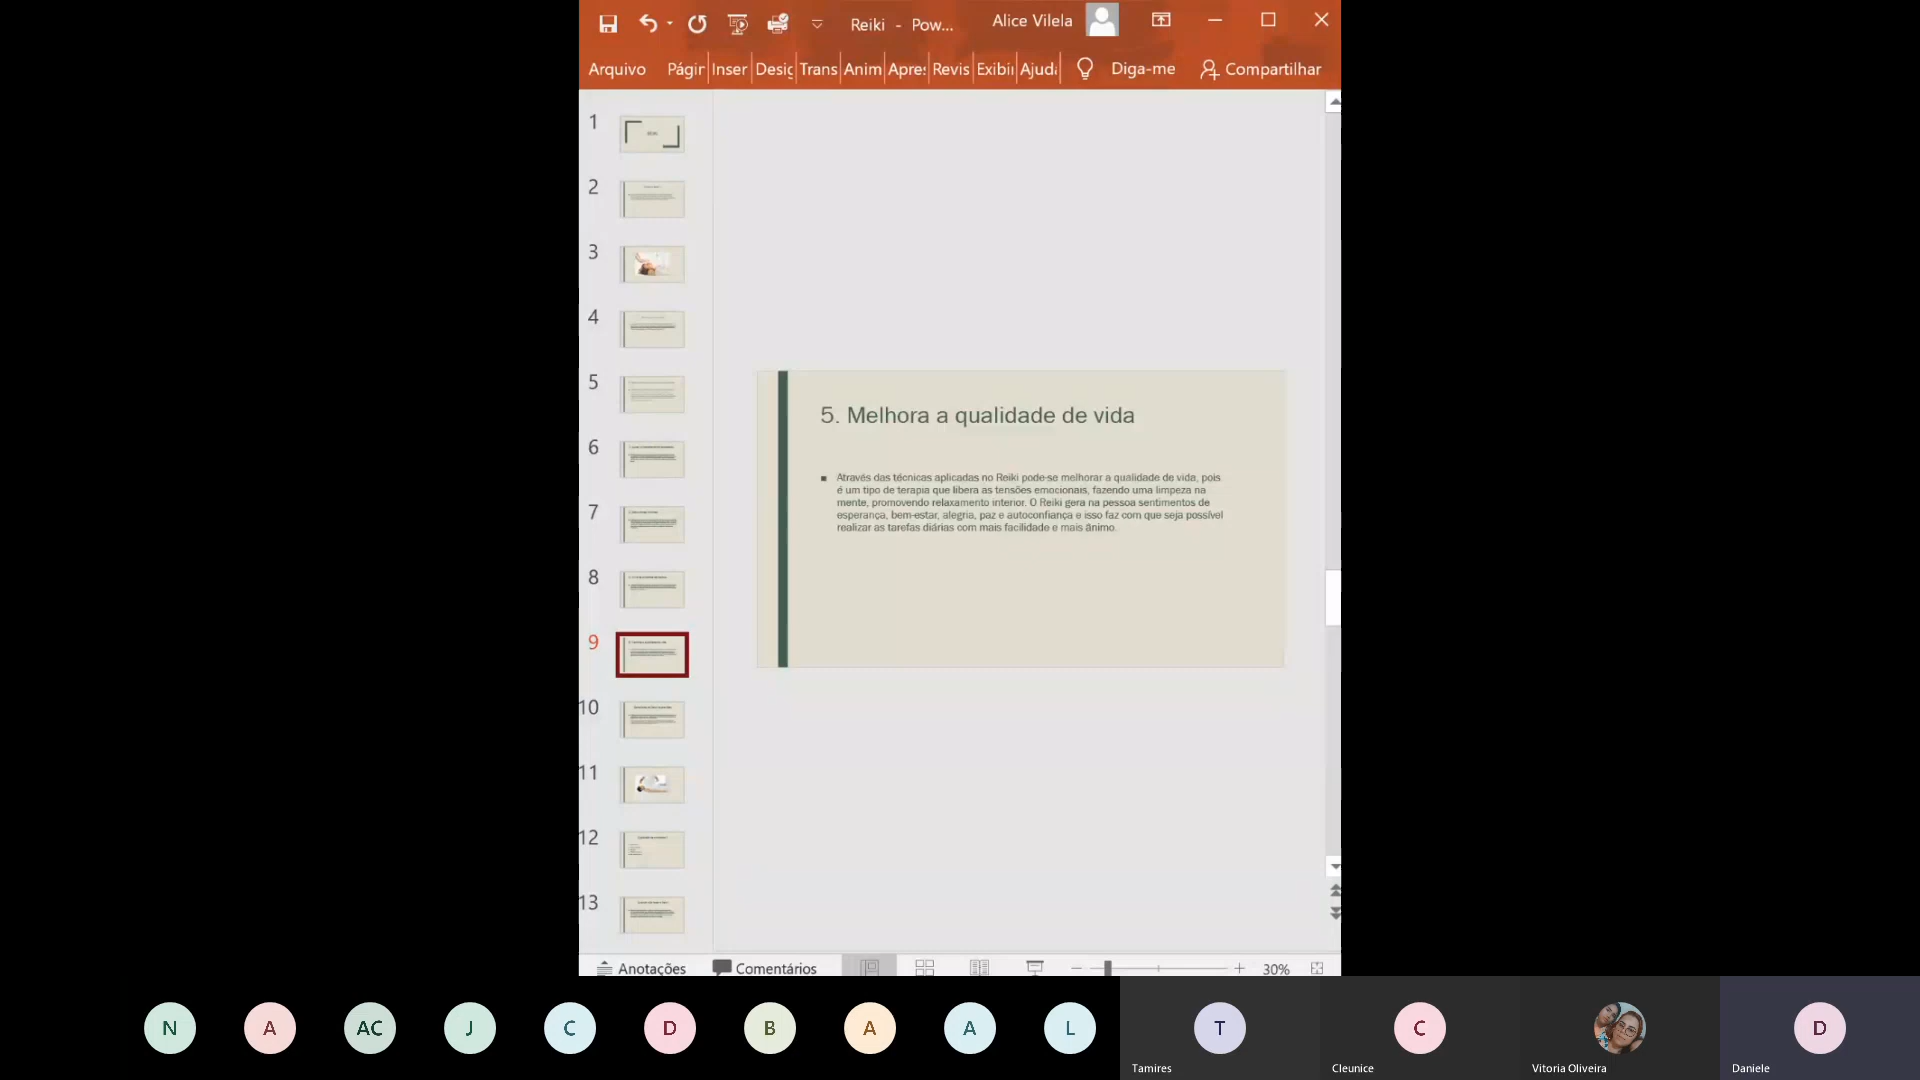 Reiki - Pow...
Alice Vilela
Arquivo Págir Inser Desig Trans Anim Apre Revis Exibi Ajuda Diga-me Compartilhar
1
2
3
4
5
6
7
8
9
10
11
12
13
5. Melhora a qualidade de vida
Através das técnicas aplicadas no Reiki pode-se melhorar a qualidade de vida, pois
é um tipo de terapia que libera as tensões emocionais, fazendo uma limpeza na
mente, promovendo relaxamento interior. O Reiki gera na pessoa sentimentos de
esperança, bem-estar, alegria, paz e autoconfiança e isso faz com que seja possível
realizar as tarefas diárias com mais facilidade e mais ânimo.
Anotações Comentários 30%
N A AC J C D B A A L T C D
Tamires Cleunice Vitoria Oliveira Daniele